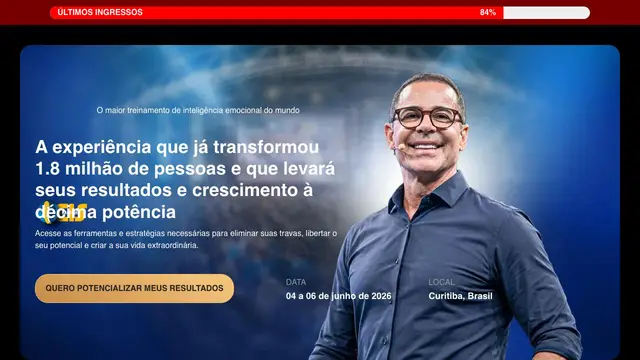 ÚLTIMOS INGRESSOS
84%
O maior treinamento de inteligência emocional do mundo
A experiência que já transformou
1.8 milhão de pessoas e que levará
seus resultados e crescimento à
décima potência
CIS
Acesse as ferramentas e estratégias necessárias para eliminar suas travas, libertar o
seu potencial e criar a sua vida extraordinária.
QUERO POTENCIALIZAR MEUS RESULTADOS
DATA
04 a 06 de junho de 2026
LOCAL
Curitiba, Brasil